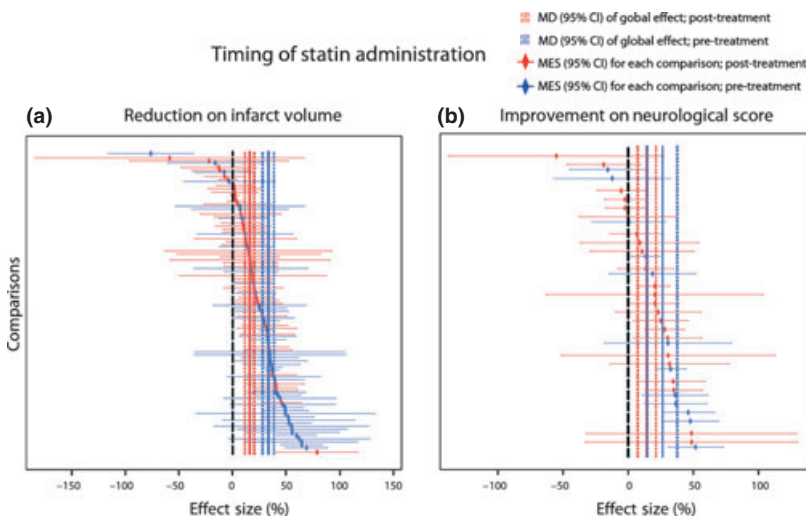 MD (95% CI) of gobal effect; post-treatment
MD (95% CI) of global effect; pre-treatment
MES (95% CI) for each comparison; post-treatment
MES (95% CI) for each comparison; pre-treatment
Timing of statin administration
(a)
Reduction on infarct volume
(b)
Improvement on neurological score
Comparisons
−150
−100
−50
0
50
100
150
Effect size (%)
−100
−50
0
50
100
Effect size (%)